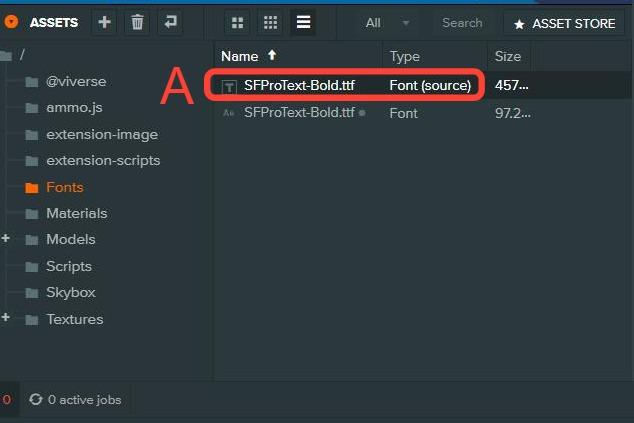 ASSETS All Search ASSET STORE
Name Type Size
/
@viverse
ammo.js
extension-image
extension-scripts
Fonts
Materials
Models
Scripts
Skybox
Textures
A
T SFProText-Bold.ttf Font (source) 457...
Aa SFProText-Bold.ttf Font 97.2...
0 0 active jobs